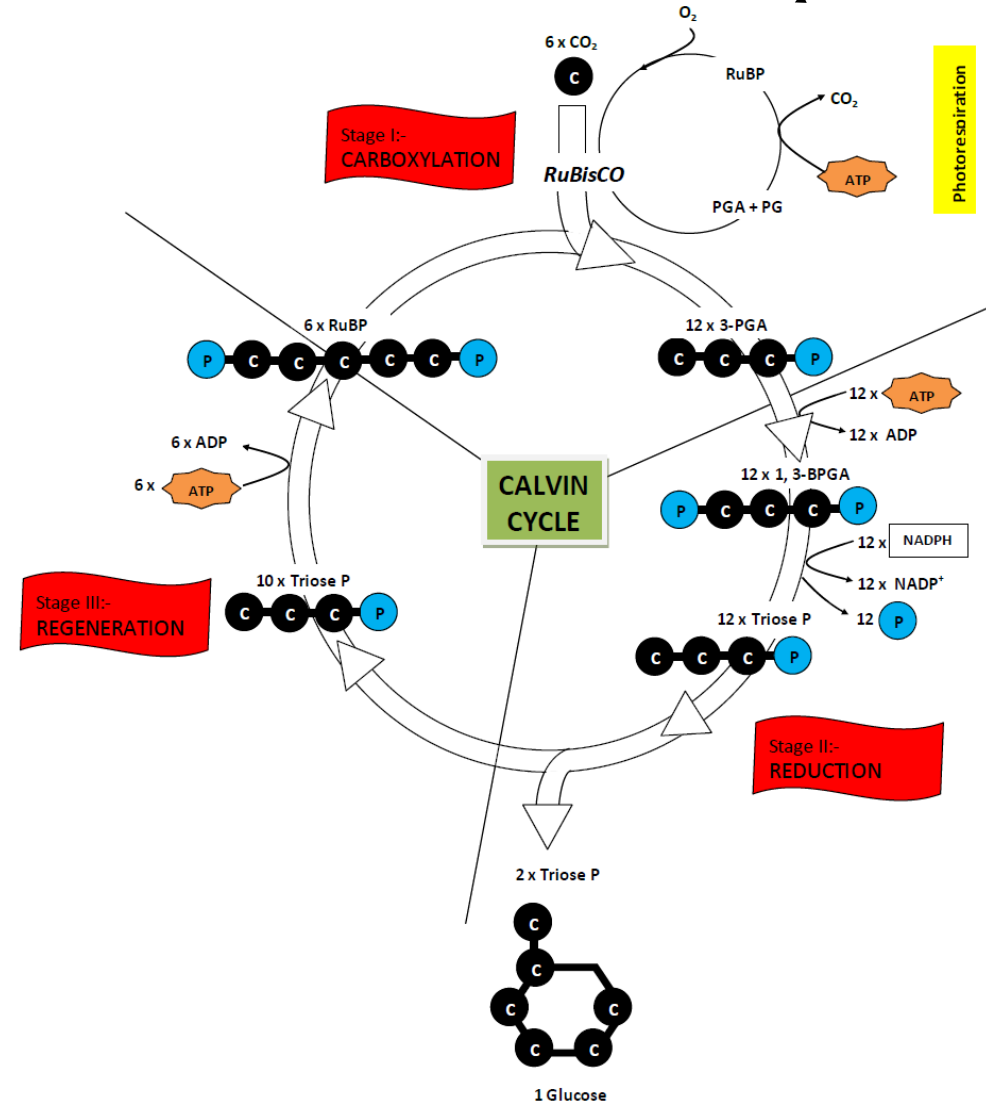 O₂
6 x CO₂
C
RuBP
CO₂
Photorespiration
Stage I:-
CARBOXYLATION
RuBisCO
ATP
PGA + PG
6 x RuBP
P C C C C C P
12 x 3-PGA
C C C P
12 x ATP
12 x ADP
6 x ADP
6 x ATP
CALVIN
CYCLE
12 x 1, 3-BPGA
P C C C P
12 x NADPH
12 x NADP⁺
12 P
10 x Triose P
C C C P
Stage III:-
REGENERATION
12 x Triose P
C C C P
Stage II:-
REDUCTION
2 x Triose P
C
C
C C
C C
1 Glucose